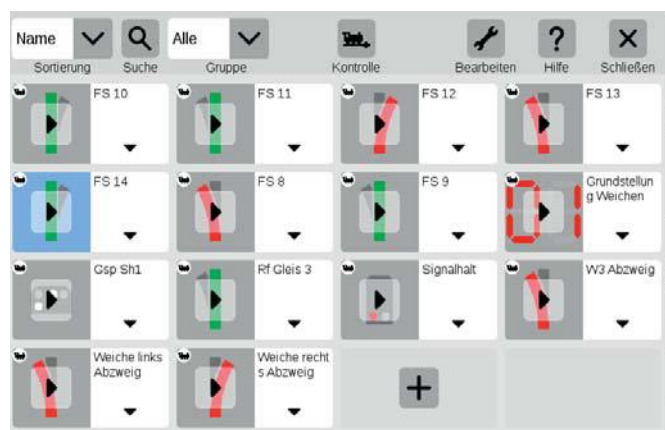 Name
Alle
Sortierung Suche Gruppe Kontrolle Bearbeiten Hilfe Schließen
FS 10
FS 11
FS 12
FS 13
FS 14
FS 8
FS 9
Grundstellun
g Weichen
Gsp Sh1
Rf Gleis 3
Signalhalt
W3 Abzweig
Weiche links
Abzweig
Weiche recht
s Abzweig